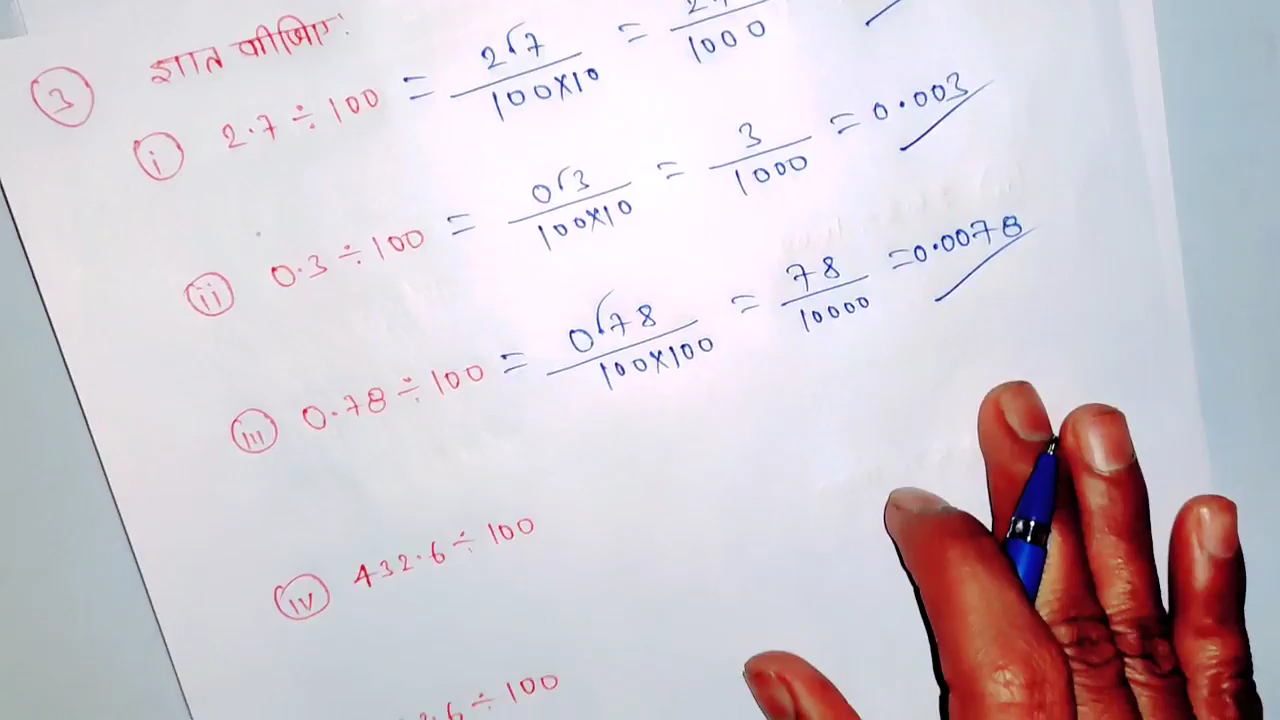 ③ ज्ञात कीजिए:
i 2.7 ÷ 100 = 2.7/100×10 = /1000
ii 0.3 ÷ 100 = 0.3/100×10 = 3/1000 = 0.003
iii 0.78 ÷ 100 = 0.78/100×100 = 78/10000 = 0.0078
iv 432.6 ÷ 100
.6 ÷ 100